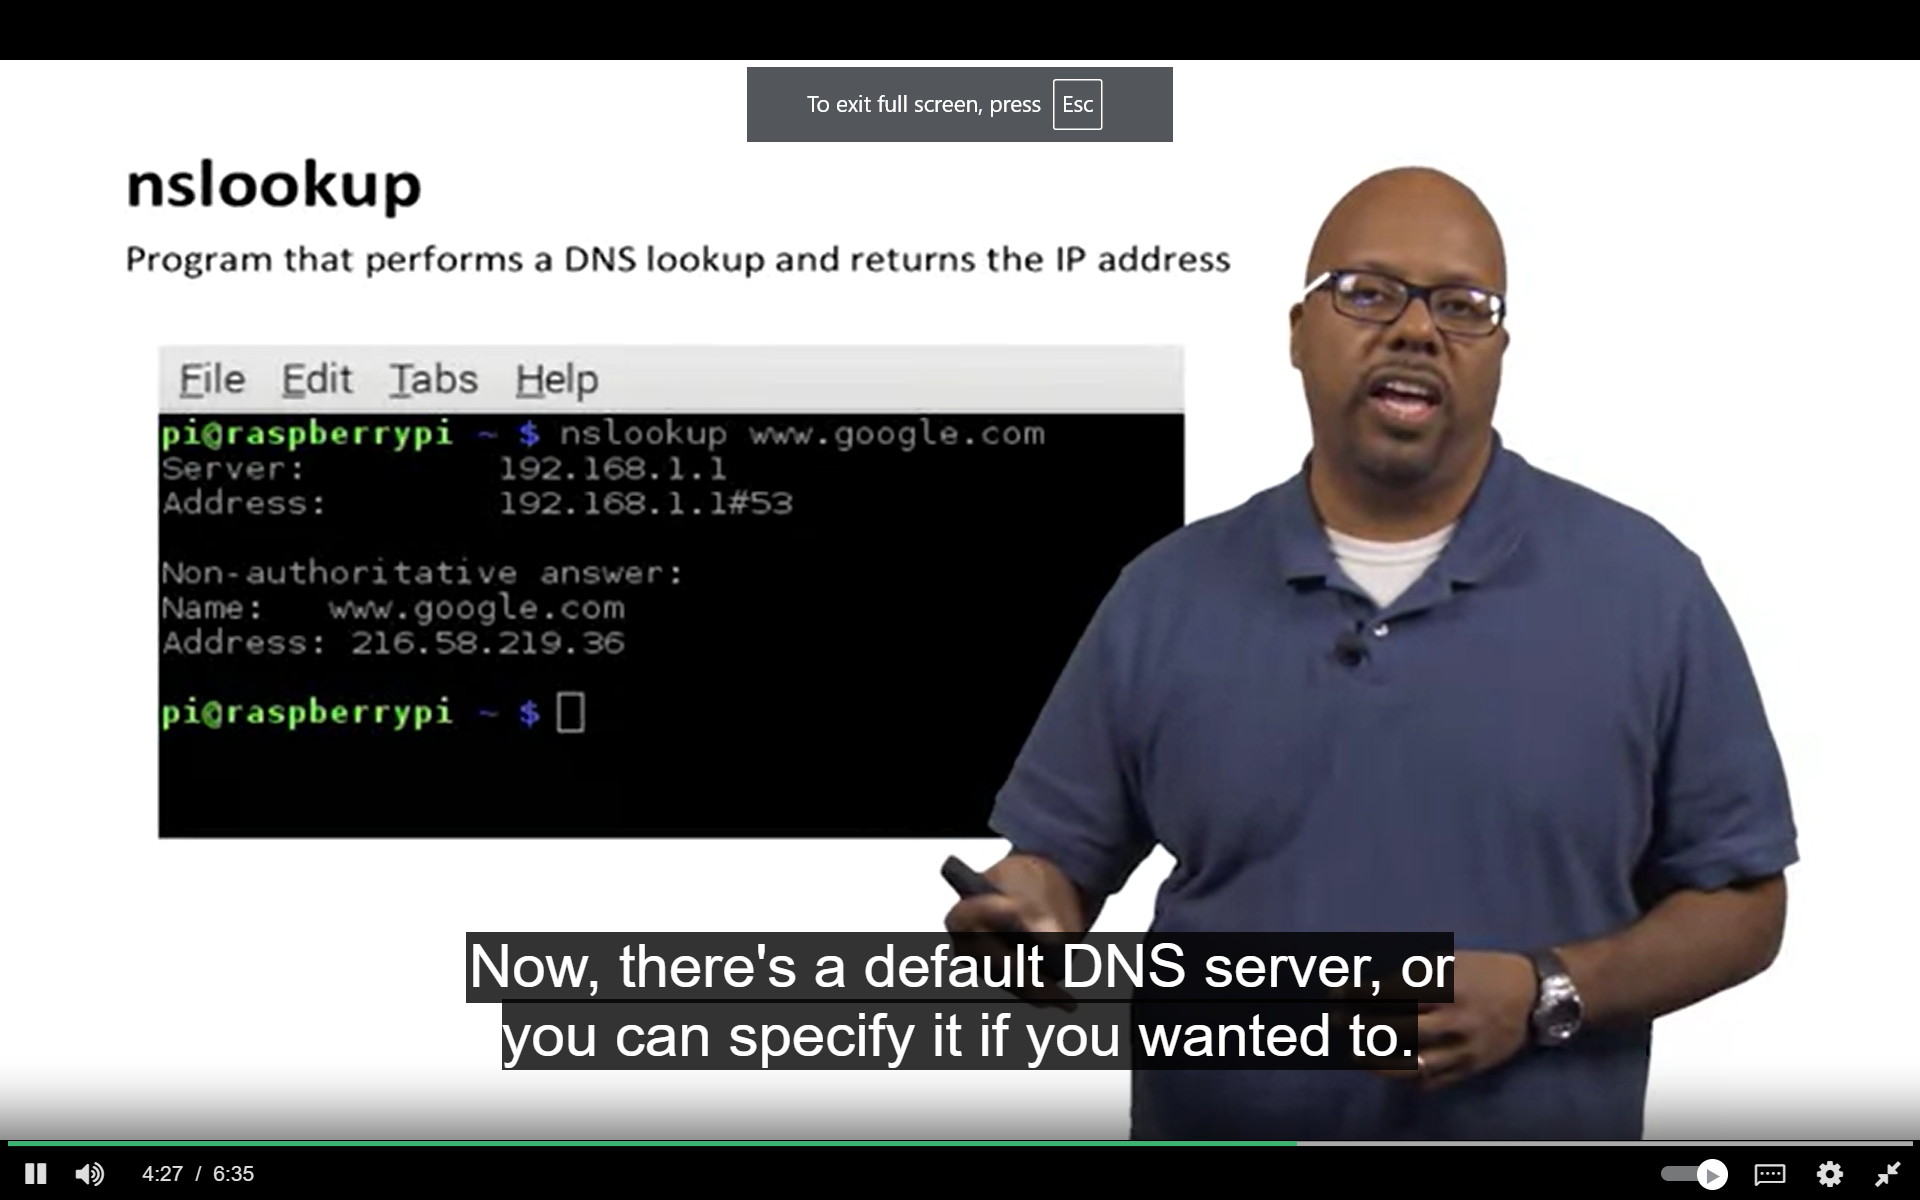 To exit full screen, press Esc
nslookup
Program that performs a DNS lookup and returns the IP address
File Edit Tabs Help
pi@raspberrypi ~ $ nslookup www.google.com
Server: 192.168.1.1
Address: 192.168.1.1#53
Non-authoritative answer:
Name: www.google.com
Address: 216.58.219.36
pi@raspberrypi ~ $
Now, there's a default DNS server, or
you can specify it if you wanted to.
4:27 / 6:35